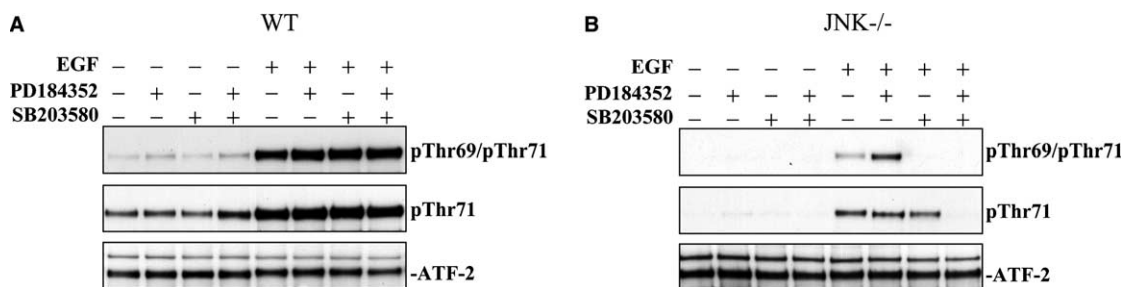 A WT
EGF – – – – + + + +
PD184352 – + – + – + – +
SB203580 – – + + – – + +
pThr69/pThr71
pThr71
-ATF-2
B JNK-/-
EGF – – – – + + + +
PD184352 – + – + – + – +
SB203580 – – + + – – + +
pThr69/pThr71
pThr71
-ATF-2